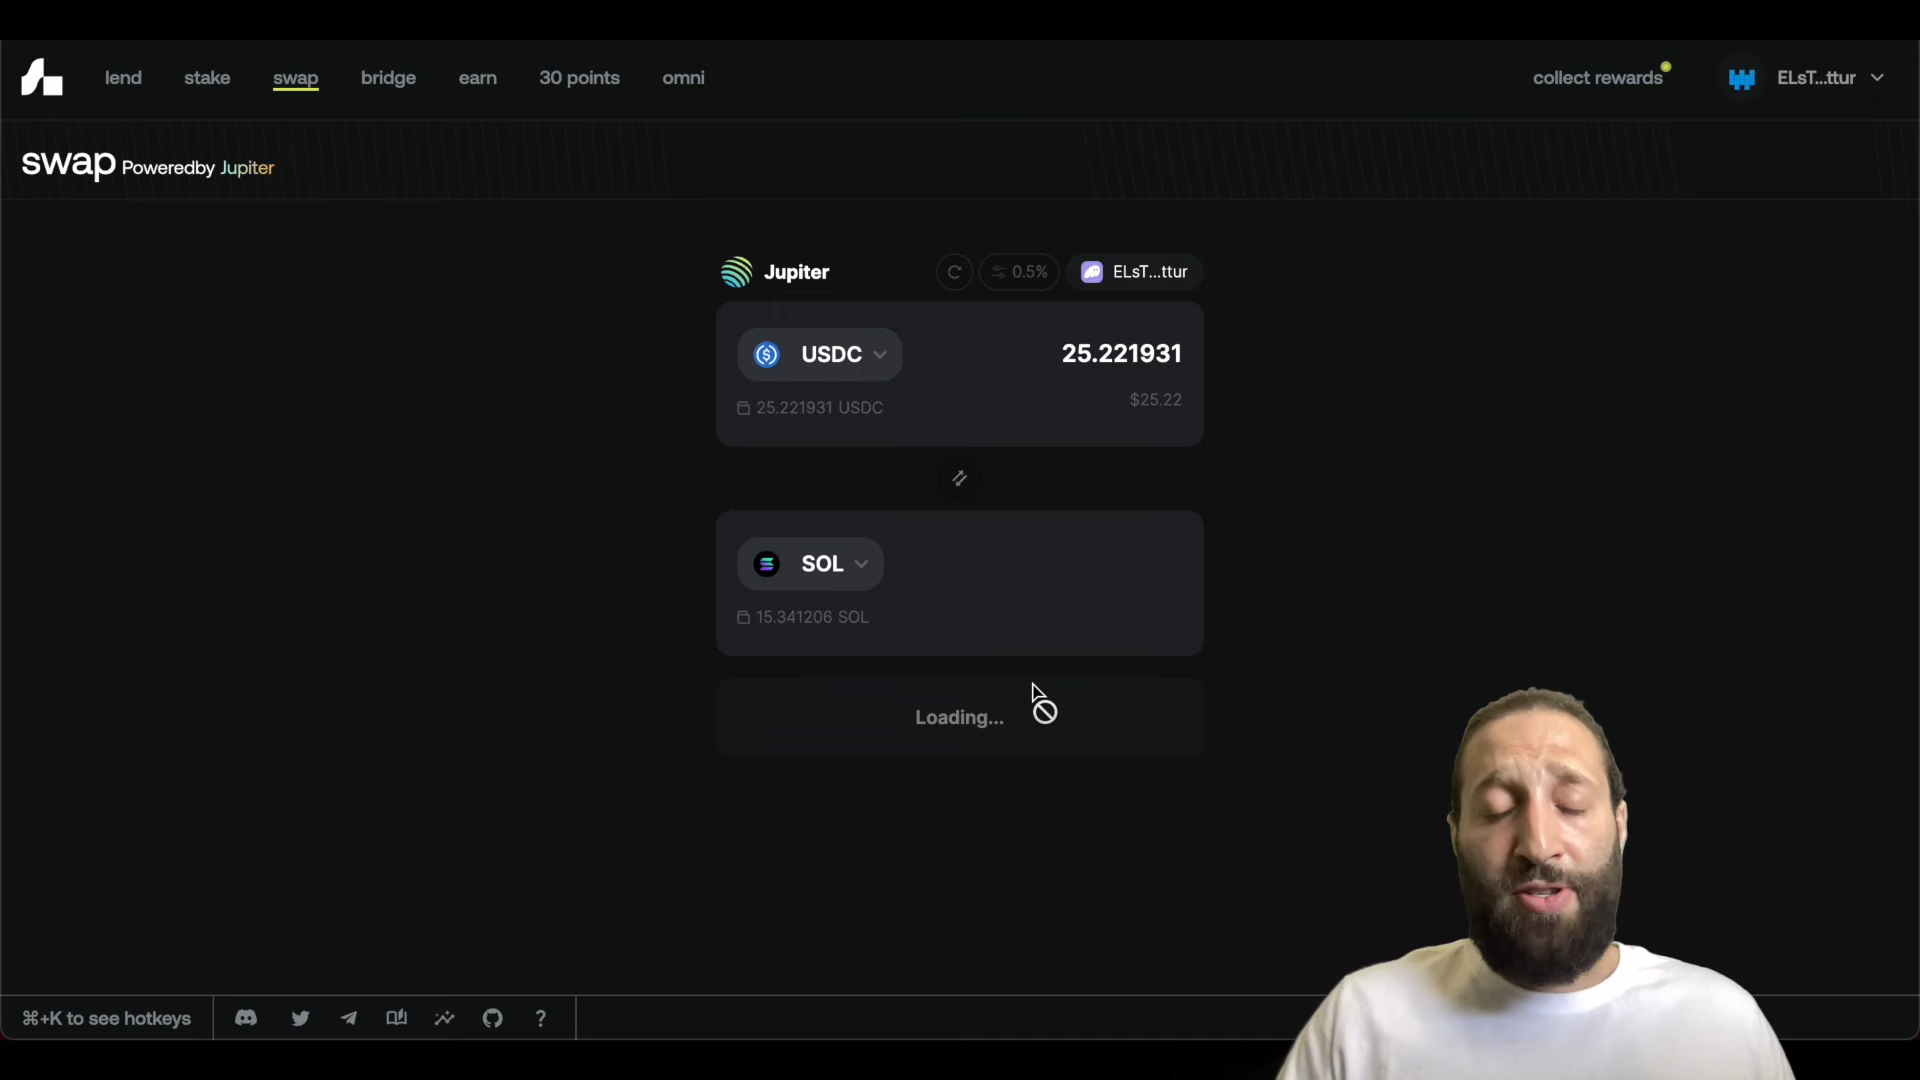 lend stake swap bridge earn 30 points omni collect rewards ELsT...ttur
swap Poweredby Jupiter
Jupiter 0.5% ELsT...ttur
USDC 25.221931
25.221931 USDC $25.22
SOL
15.341206 SOL
Loading...
⌘+K to see hotkeys ?